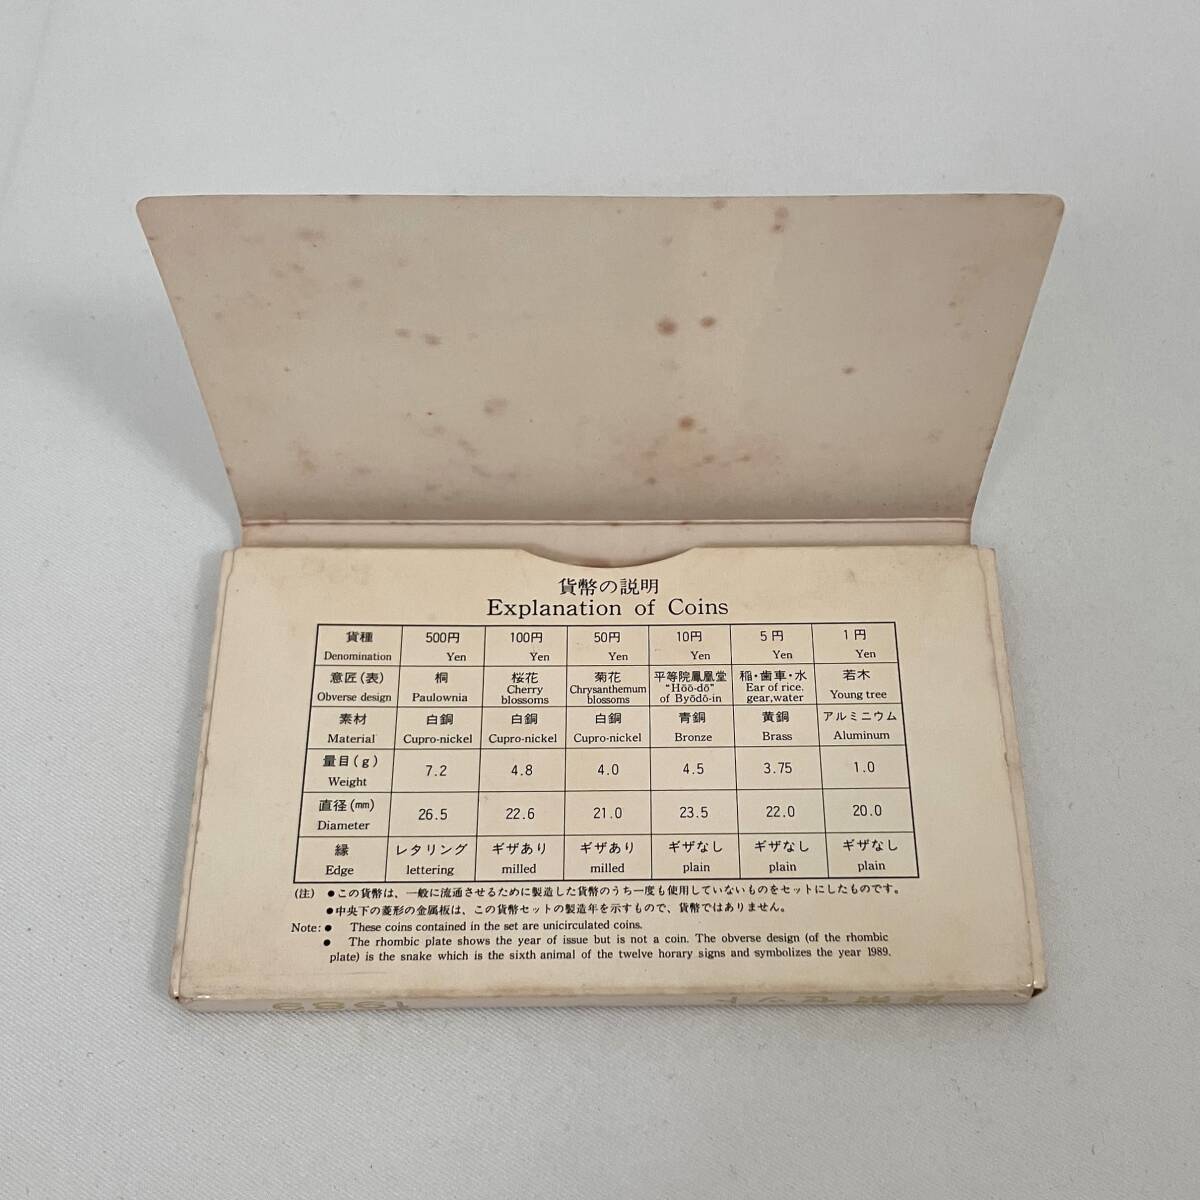 貨幣の説明
Explanation of Coins
貨種 500円 100円 50円 10円 5円 1円
Denomination Yen Yen Yen Yen Yen Yen
意匠(表) 桐 桜花 菊花 平等院鳳凰堂 稲・歯車・水 若木
Obverse design Paulownia Cherry blossoms Chrysanthemum blossoms "Hōō-dō" of Byōdō-in Ear of rice. gear,water Young tree
素材 白銅 白銅 白銅 青銅 黄銅 アルミニウム
Material Cupro-nickel Cupro-nickel Cupro-nickel Bronze Brass Aluminum
量目(g) 7.2 4.8 4.0 4.5 3.75 1.0
Weight
直径(㎜) 26.5 22.6 21.0 23.5 22.0 20.0
Diameter
縁 レタリング ギザあり ギザあり ギザなし ギザなし ギザなし
Edge lettering milled milled plain plain plain
(注) ●この貨幣は、一般に流通させるために製造した貨幣のうち一度も使用していないものをセットにしたものです。
●中央下の菱形の金属板は、この貨幣セットの製造年を示すもので、貨幣ではありません。
Note: ● These coins contained in the set are unicirculated coins.
● The rhombic plate shows the year of issue but is not a coin. The obverse design (of the rhombic
plate) is the snake which is the sixth animal of the twelve horary signs and symbolizes the year 1989.
貨幣セット 1989